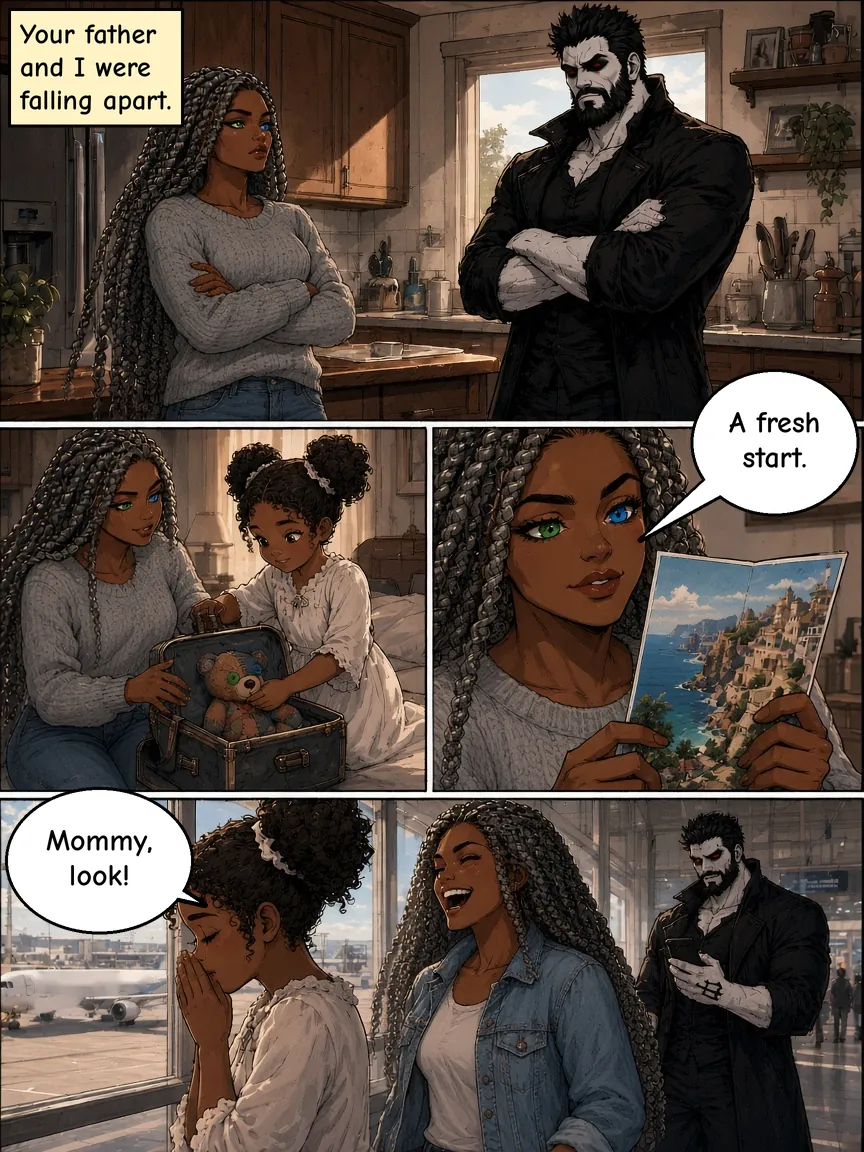 Your father
and I were
falling apart.
A fresh
start.
Mommy,
look!